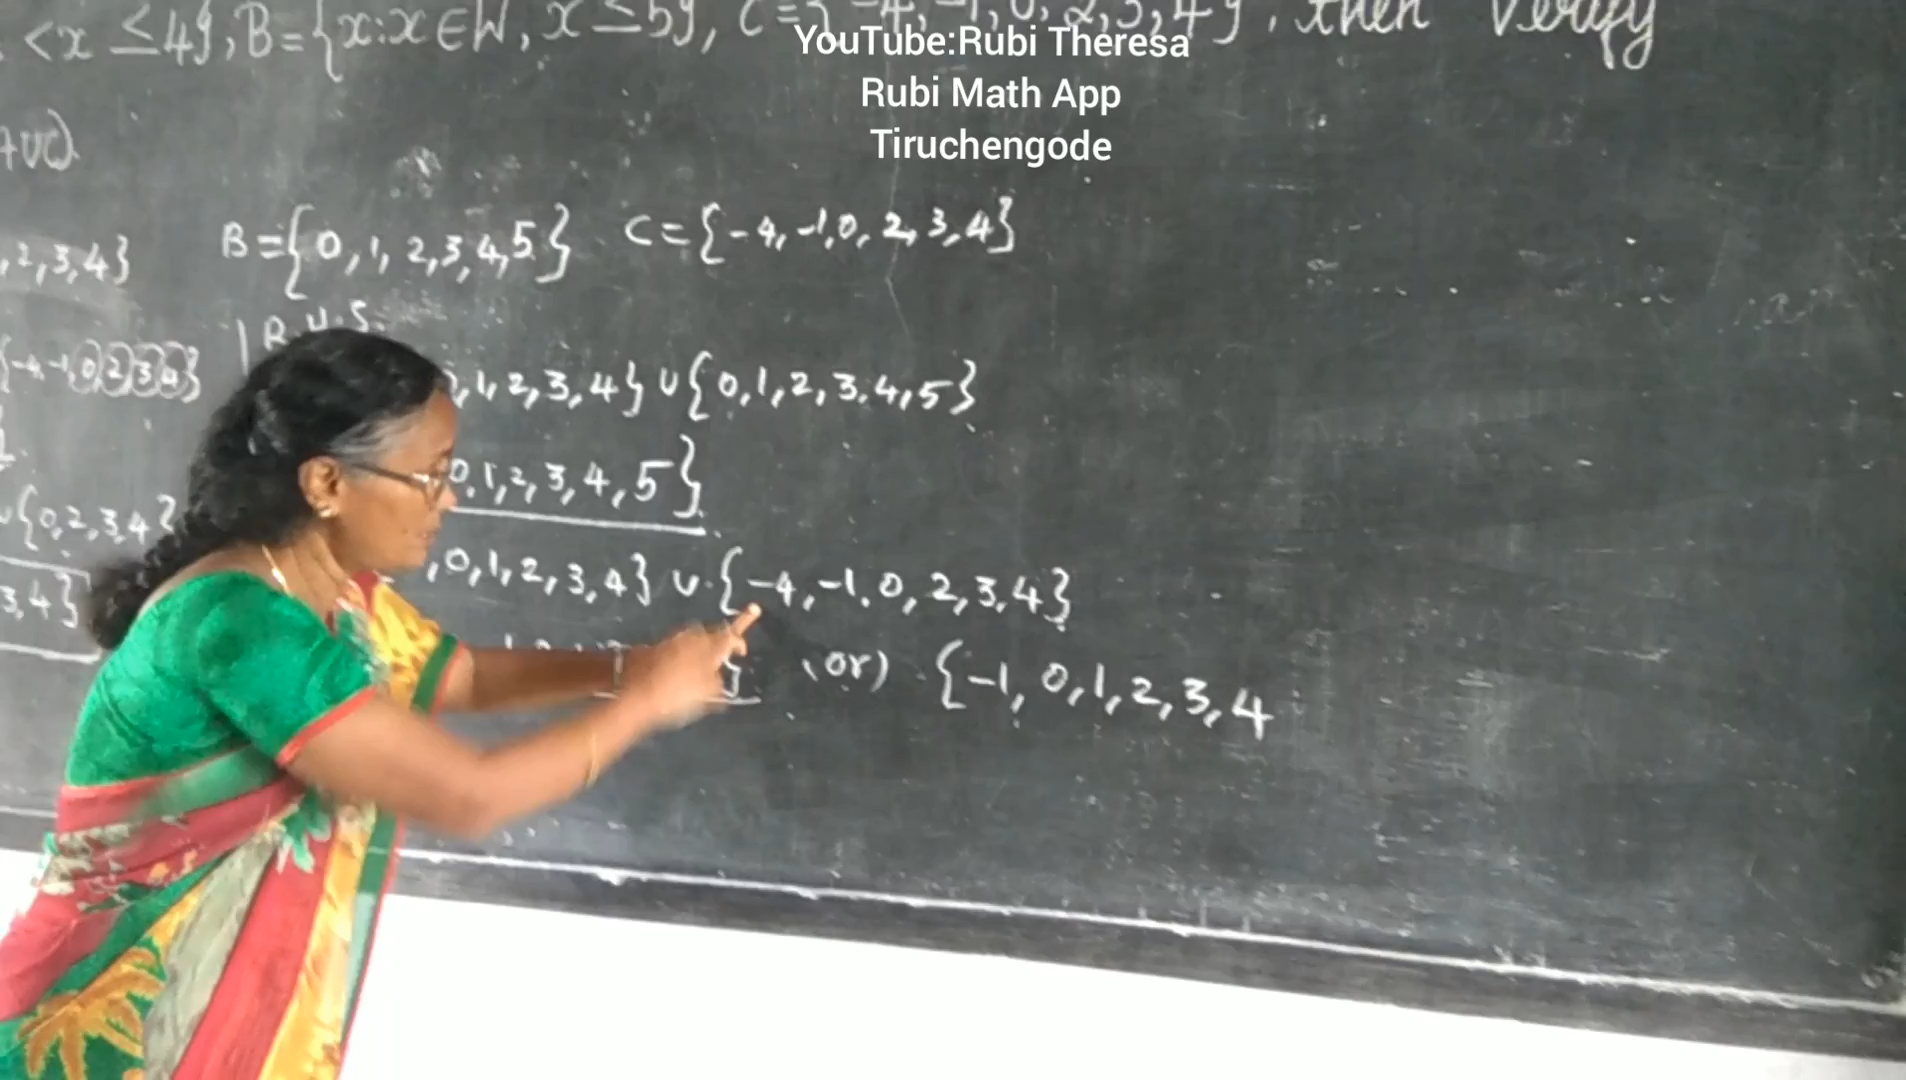 < x ≤ 4}, B = {x : x ∈ W, x ≤ 5}, C = {-4, -1, 0, 2, 3, 4}, then verify
YouTube:Rubi Theresa
Rubi Math App
Tiruchengode
AUC)
, 2, 3, 4} B = {0, 1, 2, 3, 4, 5} C = {-4, -1, 0, 2, 3, 4}
{-4, -1, 0, 2, 3, 4}
, 1, 2, 3, 4} ∪ {0, 1, 2, 3, 4, 5}
0, 1, 2, 3, 4, 5}
∪ {0, 2, 3, 4}
, 0, 1, 2, 3, 4} ∪ {-4, -1, 0, 2, 3, 4}
3, 4}
(or) {-1, 0, 1, 2, 3, 4